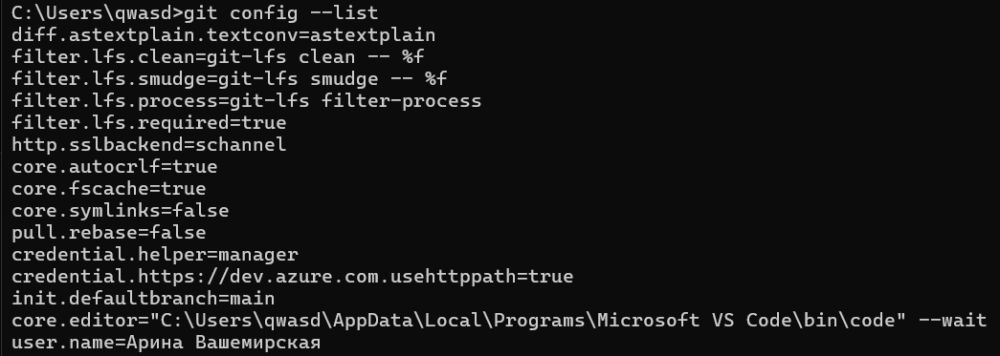 C:\Users\qwasd>git config --list
diff.astextplain.textconv=astextplain
filter.lfs.clean=git-lfs clean -- %f
filter.lfs.smudge=git-lfs smudge -- %f
filter.lfs.process=git-lfs filter-process
filter.lfs.required=true
http.sslbackend=schannel
core.autocrlf=true
core.fscache=true
core.symlinks=false
pull.rebase=false
credential.helper=manager
credential.https://dev.azure.com.usehttppath=true
init.defaultbranch=main
core.editor="C:\Users\qwasd\AppData\Local\Programs\Microsoft VS Code\bin\code" --wait
user.name=Арина Вашемирская